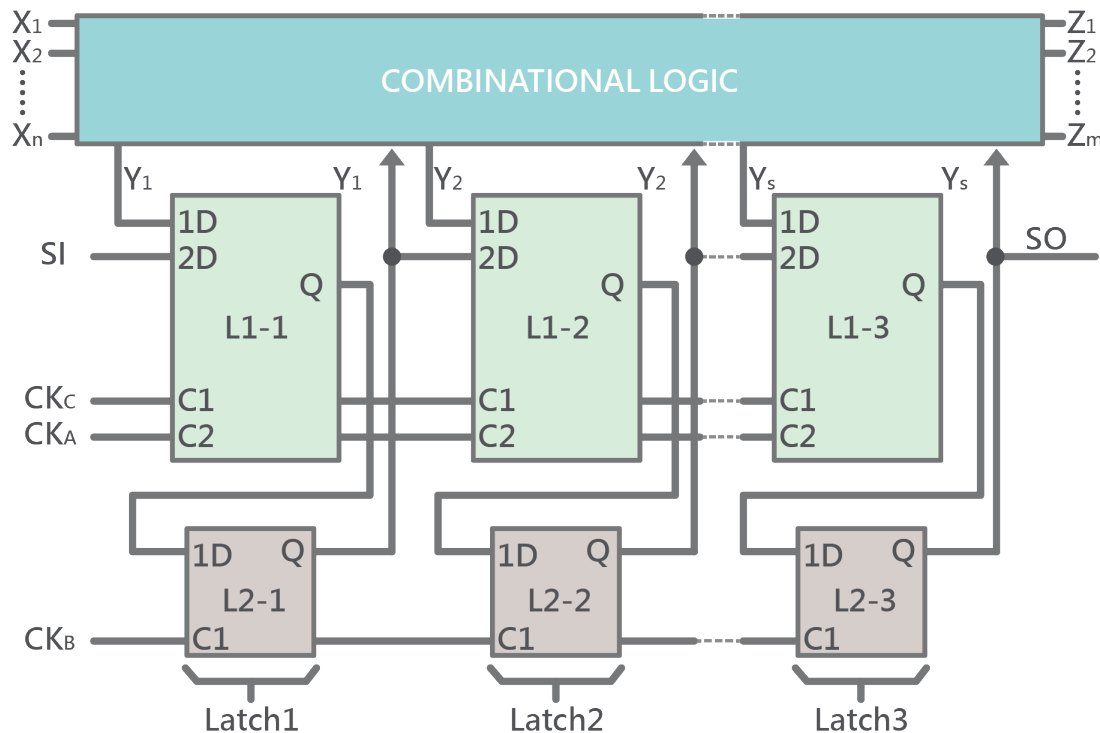 X1
Z1
X2
Z2
COMBINATIONAL LOGIC
Xn
Zm
Y1
Y1
Y2
Y2
Ys
Ys
1D
1D
1D
SI
2D
2D
2D
SO
Q
Q
Q
L1-1
L1-2
L1-3
CKC
C1
C1
C1
CKA
C2
C2
C2
1D
Q
1D
Q
1D
Q
L2-1
L2-2
L2-3
CKB
C1
C1
C1
Latch1
Latch2
Latch3